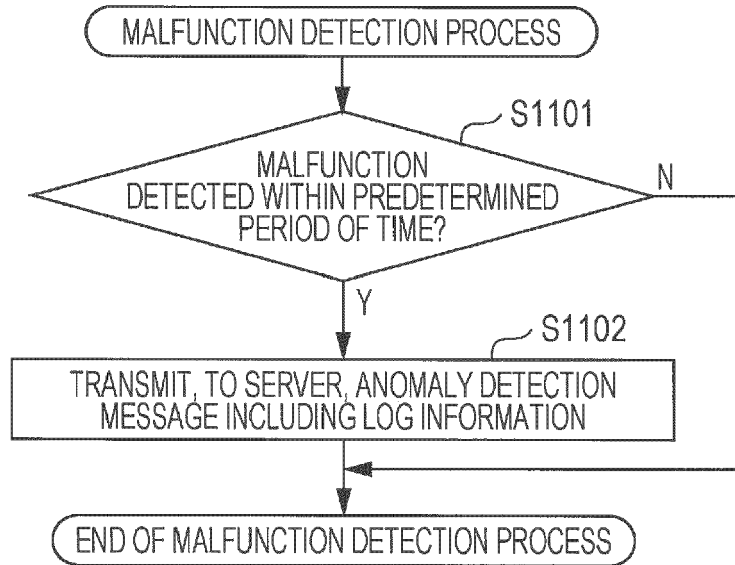 MALFUNCTION DETECTION PROCESS
S1101
MALFUNCTION
DETECTED WITHIN PREDETERMINED
PERIOD OF TIME?
N
Y
S1102
TRANSMIT, TO SERVER, ANOMALY DETECTION
MESSAGE INCLUDING LOG INFORMATION
END OF MALFUNCTION DETECTION PROCESS